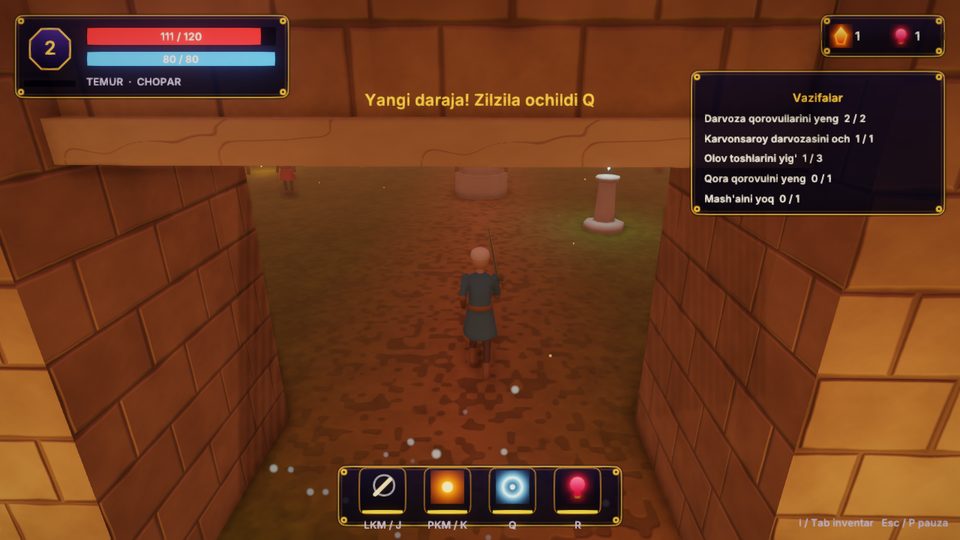 2
111 / 120
80 / 80
TEMUR · CHOPAR
1
1
Yangi daraja! Zilzila ochildi Q
Vazifalar
Darvoza qorovullarini yeng 2 / 2
Karvonsaroy darvozasini och 1 / 1
Olov toshlarini yig' 1 / 3
Qora qorovulni yeng 0 / 1
Mash'alni yoq 0 / 1
LKM / J
PKM / K
Q
R
I / Tab inventar Esc / P pauza